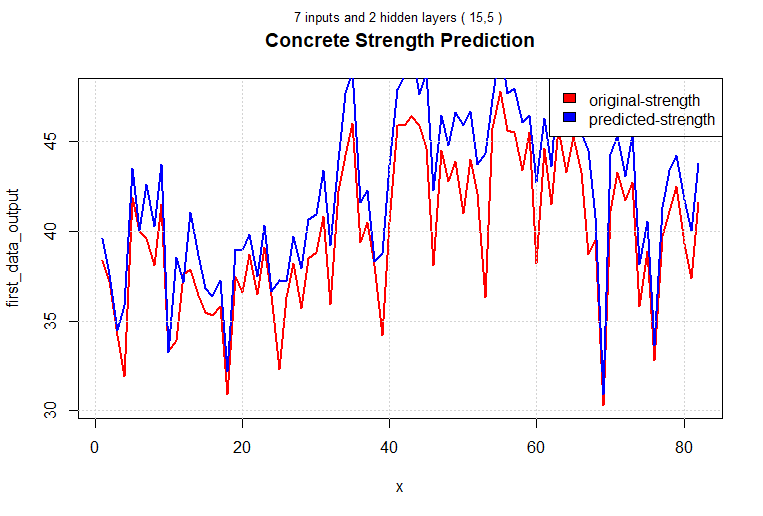 7 inputs and 2 hidden layers ( 15,5 )
Concrete Strength Prediction
original-strength
predicted-strength
first_data_output
45
40
35
30
0 20 40 60 80
x